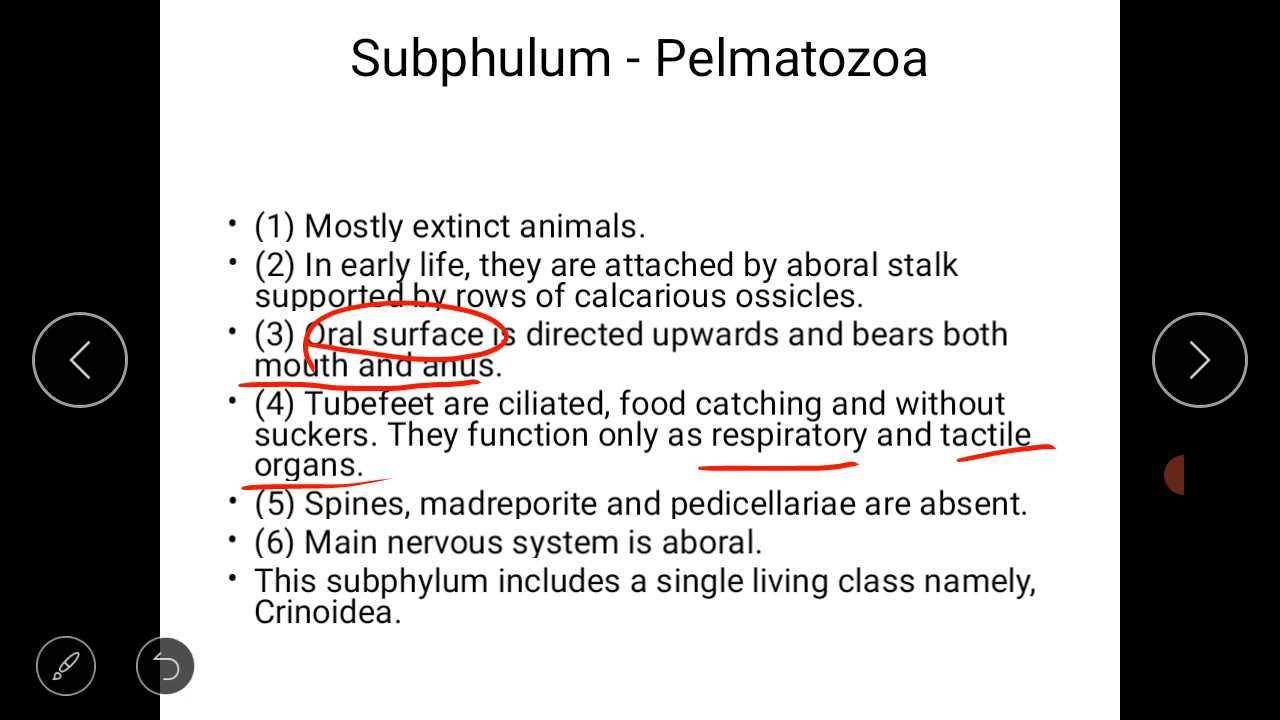 Subphulum - Pelmatozoa
• (1) Mostly extinct animals.
• (2) In early life, they are attached by aboral stalk
supported by rows of calcarious ossicles.
• (3) Oral surface is directed upwards and bears both
mouth and anus.
• (4) Tubefeet are ciliated, food catching and without
suckers. They function only as respiratory and tactile
organs.
• (5) Spines, madreporite and pedicellariae are absent.
• (6) Main nervous system is aboral.
• This subphylum includes a single living class namely,
Crinoidea.